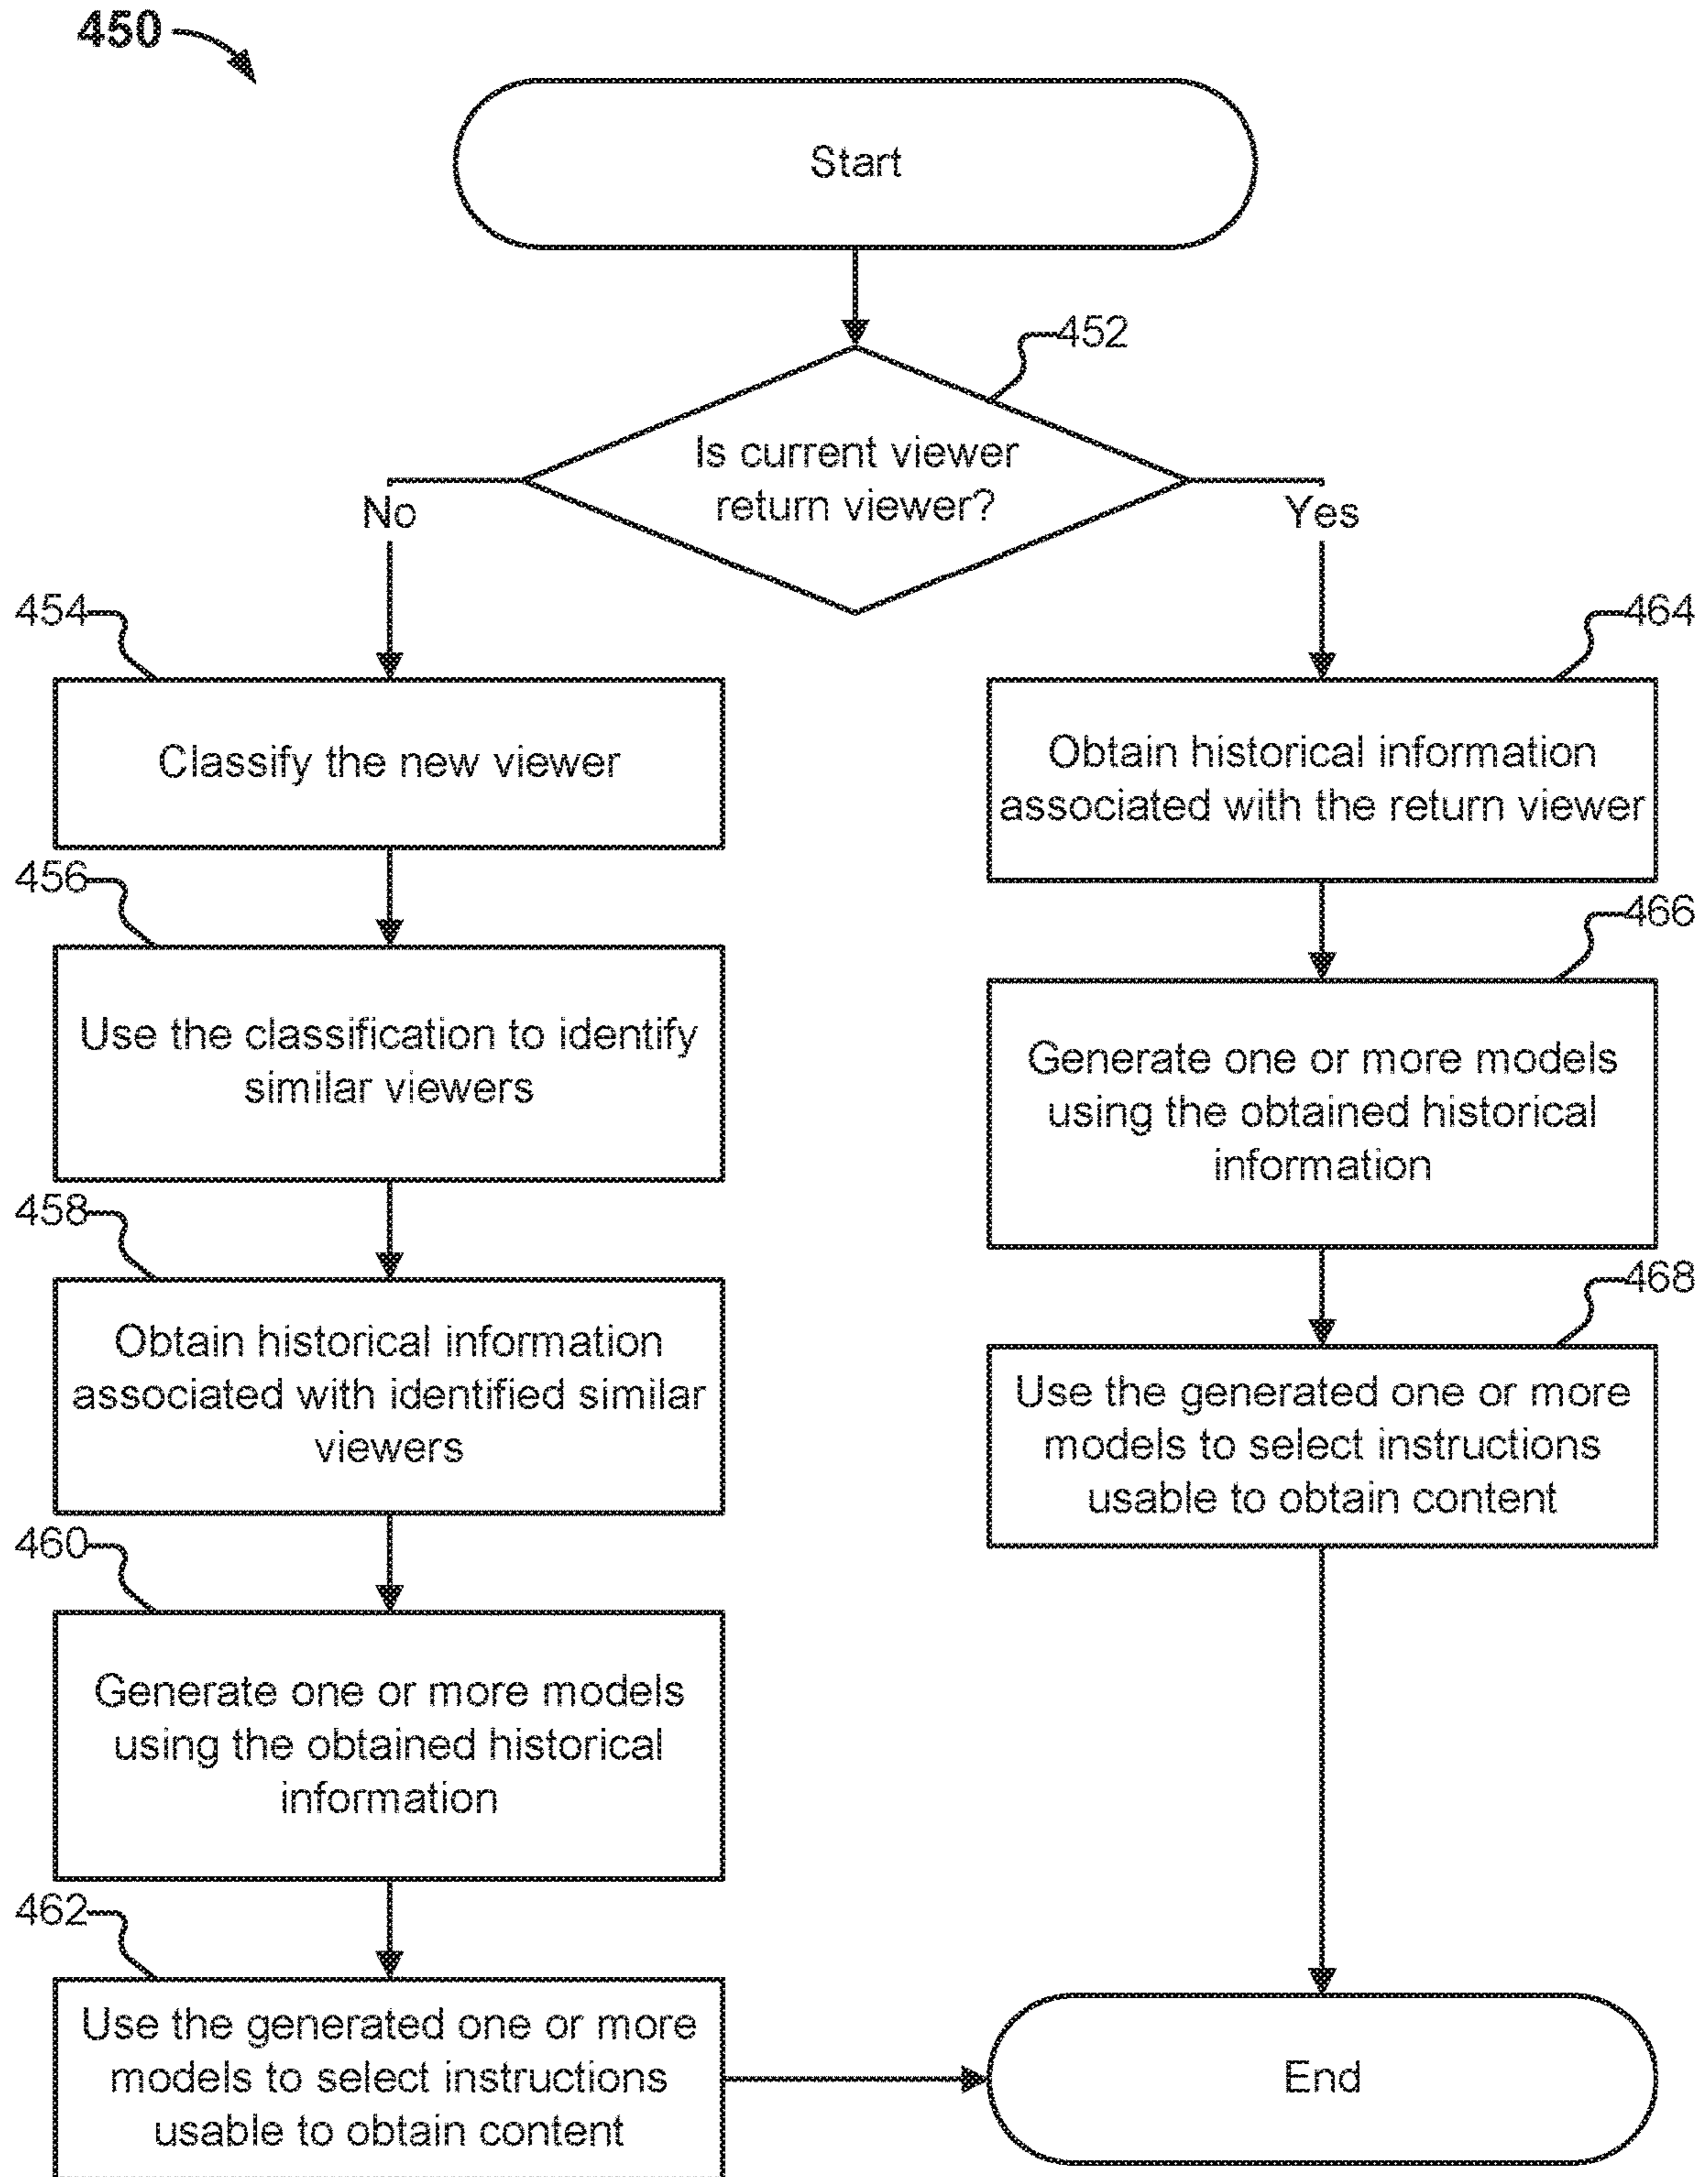 450
Start
452
Is current viewer
return viewer?
No
Yes
454
Classify the new viewer
456
Use the classification to identify
similar viewers
458
Obtain historical information
associated with identified similar
viewers
460
Generate one or more models
using the obtained historical
information
462
Use the generated one or more
models to select instructions
usable to obtain content
464
Obtain historical information
associated with the return viewer
466
Generate one or more models
using the obtained historical
information
468
Use the generated one or more
models to select instructions
usable to obtain content
End